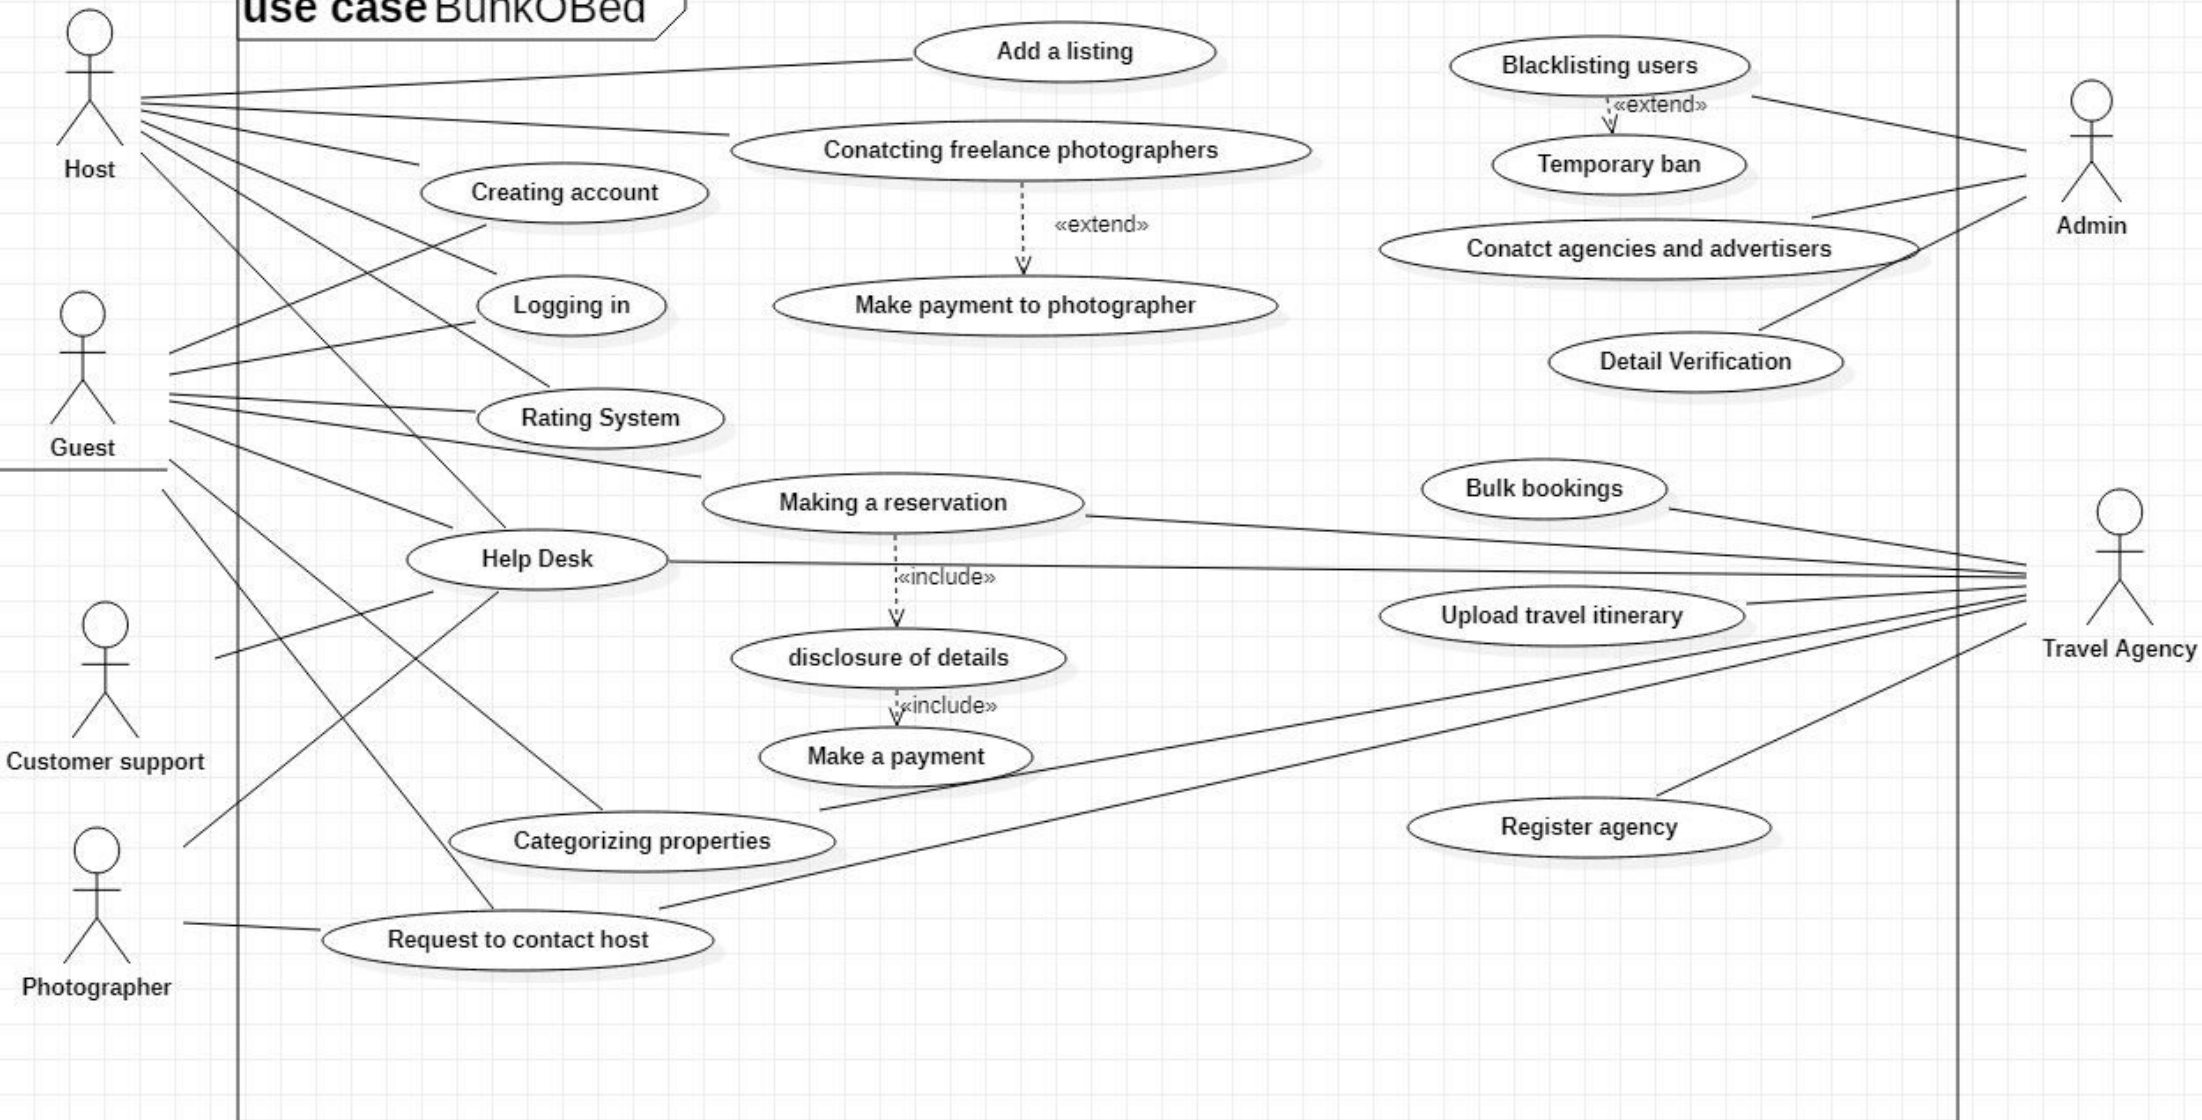 use case BunkOBed
Host
Add a listing
Blacklisting users
«extend»
Conatcting freelance photographers
Temporary ban
Creating account
«extend»
Admin
Conatct agencies and advertisers
Logging in
Make payment to photographer
Detail Verification
Guest
Rating System
Making a reservation
Bulk bookings
Help Desk
«include»
Upload travel itinerary
Travel Agency
disclosure of details
«include»
Customer support
Make a payment
Categorizing properties
Register agency
Request to contact host
Photographer